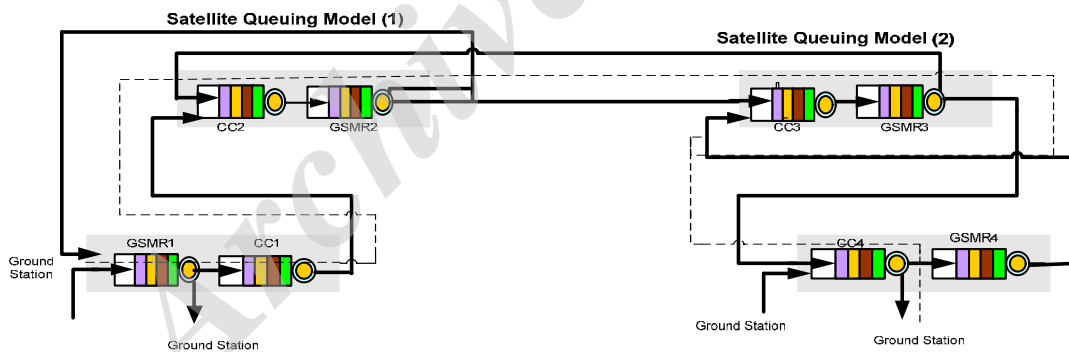 Satellite Queuing Model (1)
Satellite Queuing Model (2)
CC2
GSMR2
CC3
GSMR3
GSMR1
CC1
CC4
GSMR4
Ground
Station
Ground Station
Ground Station
Ground Station
Archive